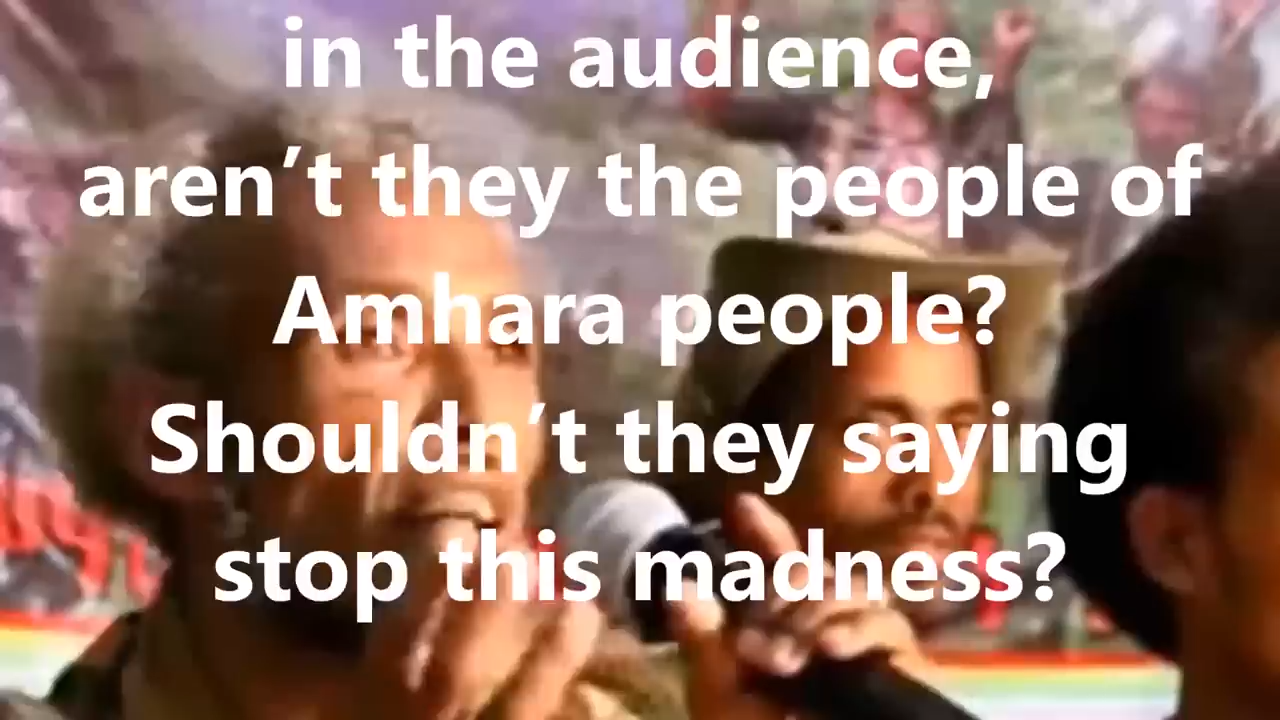 in the audience,
aren’t they the people of
Amhara people?
Shouldn’t they saying
stop this madness?